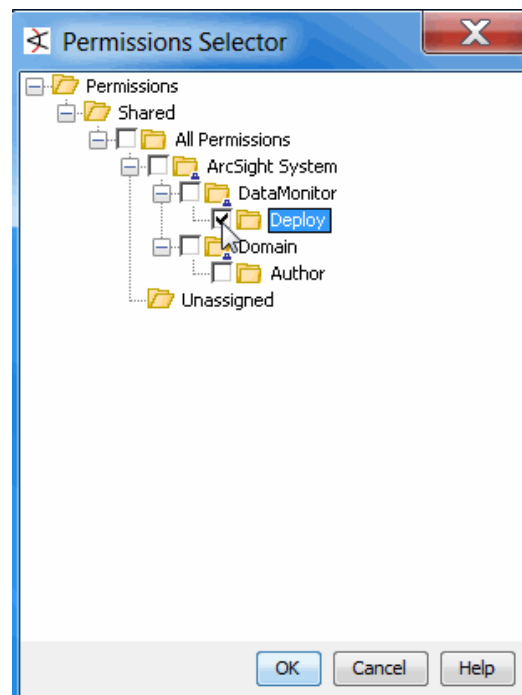 Permissions Selector
Permissions
Shared
All Permissions
ArcSight System
DataMonitor
Deploy
Domain
Author
Unassigned
OK Cancel Help